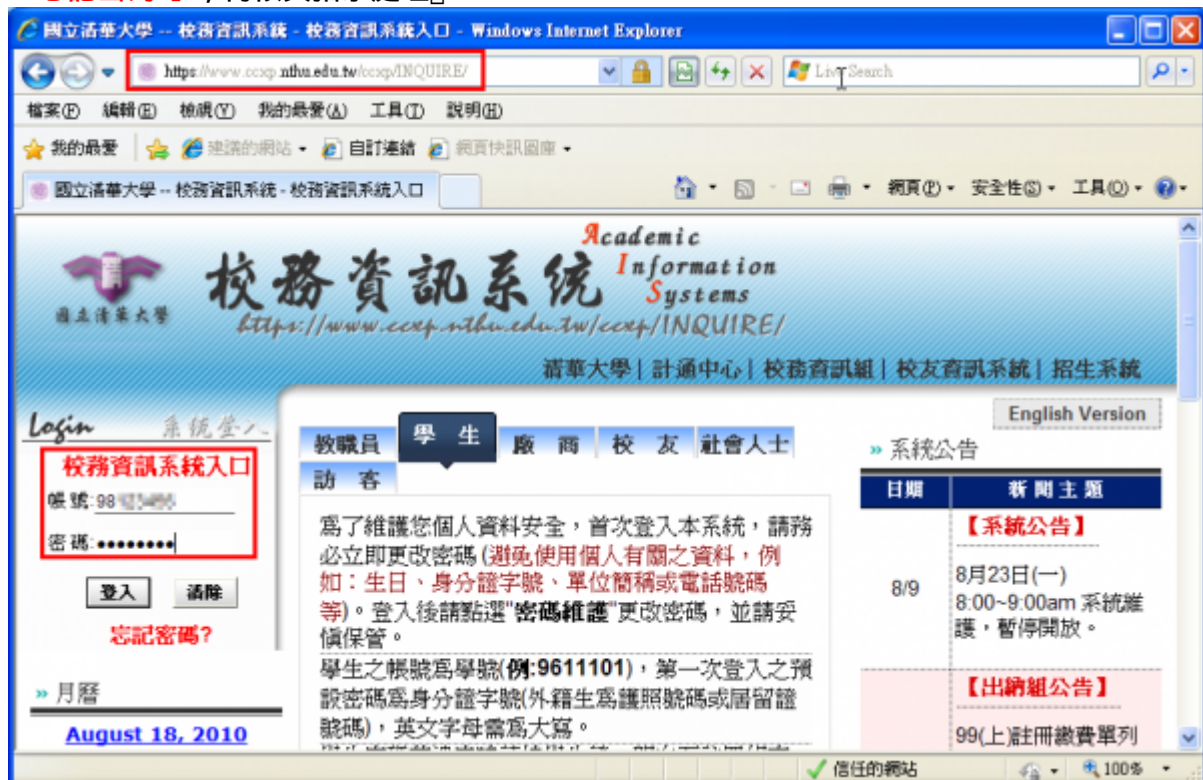 國立清華大學 -- 校務資訊系統 - 校務資訊系統入口 - Windows Internet Explorer
https://www.ccxp.nthu.edu.tw/ccxp/INQUIRE/
Live Search
檔案(F) 編輯(E) 檢視(V) 我的最愛(A) 工具(T) 說明(H)
我的最愛 建議的網站 自訂連結 網頁快訊圖庫
國立清華大學 -- 校務資訊系統 - 校務資訊系統入口 網頁(P) 安全性(S) 工具(O)
國立清華大學
校務資訊系統
Academic
Information
Systems
https://www.ccxp.nthu.edu.tw/ccxp/INQUIRE/
清華大學 | 計通中心 | 校務資訊組 | 校友資訊系統 | 招生系統
English Version
Login 系統登入
校務資訊系統入口
帳號:98
密碼:••••••••
登入 清除
忘記密碼?
» 月曆
August 18, 2010
教職員 學 生 廠 商 校 友 社會人士
訪 客
為了維護您個人資料安全,首次登入本系統,請務
必立即更改密碼(避免使用個人有關之資料,例
如:生日、身分證字號、單位簡稱或電話號碼
等)。登入後請點選"密碼維護"更改密碼,並請妥
慎保管。
學生之帳號為學號(例:9611101),第一次登入之預
設密碼為身分證字號(外籍生為護照號碼或居留證
號碼),英文字母需為大寫。
» 系統公告
日期 新聞主題
【系統公告】
8/9
8月23日(一)
8:00~9:00am 系統維
護,暫停開放。
【出納組公告】
99(上)註冊繳費單列
信任的網站 100%